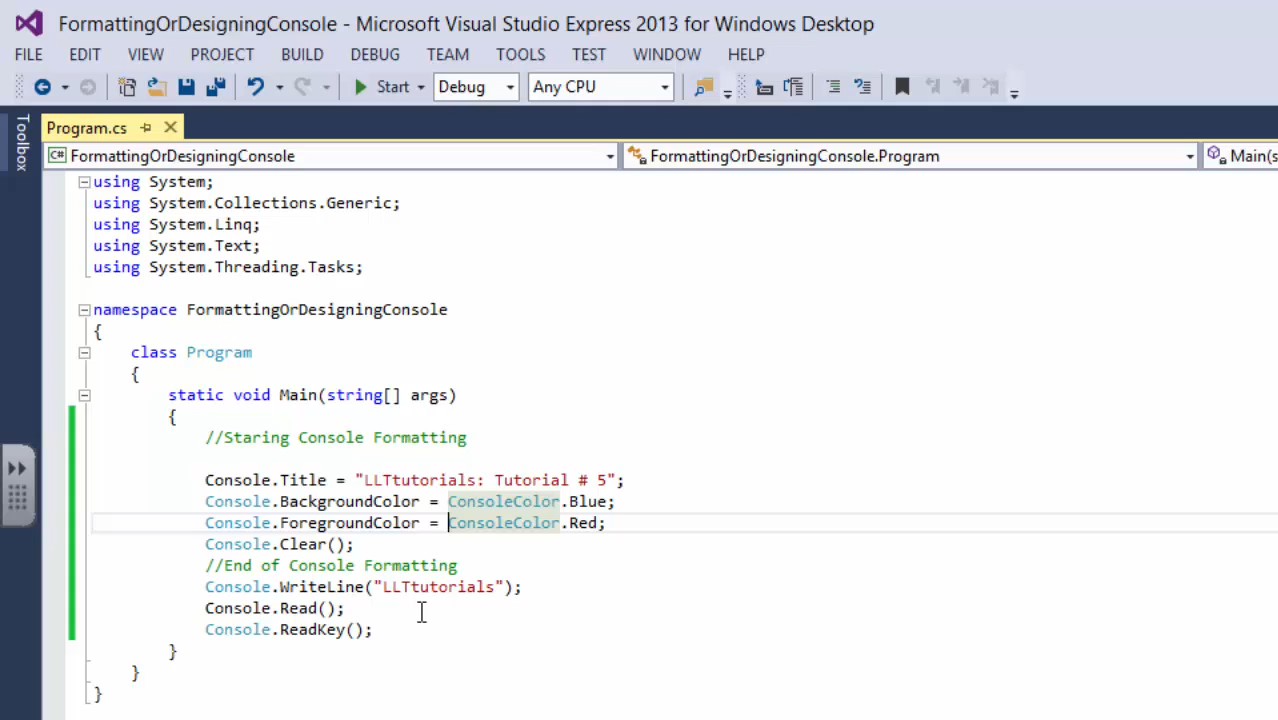 FormattingOrDesigningConsole - Microsoft Visual Studio Express 2013 for Windows Desktop
FILE EDIT VIEW PROJECT BUILD DEBUG TEAM TOOLS TEST WINDOW HELP
Start Debug Any CPU
Toolbox
Program.cs
C# FormattingOrDesigningConsole FormattingOrDesigningConsole.Program Main(s
using System;
using System.Collections.Generic;
using System.Linq;
using System.Text;
using System.Threading.Tasks;
namespace FormattingOrDesigningConsole
{
class Program
{
static void Main(string[] args)
{
//Staring Console Formatting
Console.Title = "LLTtutorials: Tutorial # 5";
Console.BackgroundColor = ConsoleColor.Blue;
Console.ForegroundColor = ConsoleColor.Red;
Console.Clear();
//End of Console Formatting
Console.WriteLine("LLTtutorials");
Console.Read();
Console.ReadKey();
}
}
}